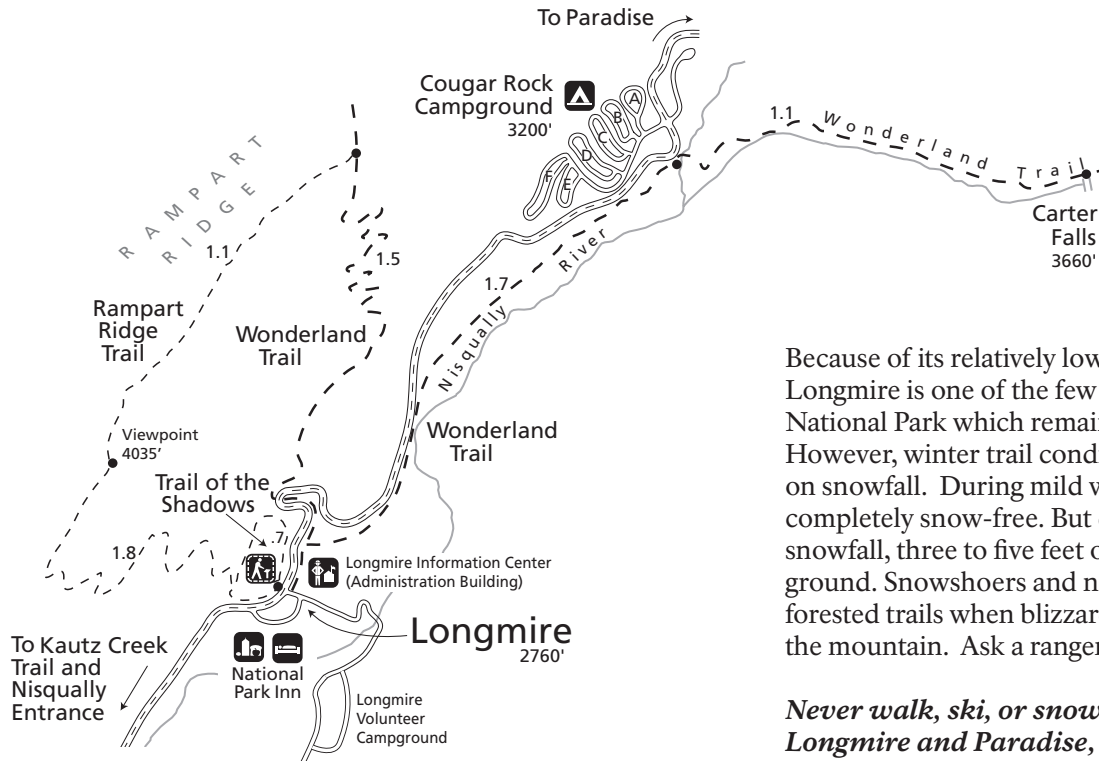 To Paradise
Cougar Rock
Campground
3200'
A
B
C
D
E
F
1.1
Wonderland Trail
Carter
Falls
3660'
RAMPART
RIDGE
1.1
1.5
Rampart
Ridge
Trail
Wonderland
Trail
1.7
Nisqually River
Viewpoint
4035’
Wonderland
Trail
Trail of the
Shadows
.7
1.8
Longmire Information Center
(Administration Building)
Longmire
2760'
To Kautz Creek
Trail and
Nisqually
Entrance
National
Park Inn
Longmire
Volunteer
Campground
Because of its relatively low
Longmire is one of the few
National Park which remain
However, winter trail cond
on snowfall. During mild w
completely snow-free. But
snowfall, three to five feet o
ground. Snowshoers and n
forested trails when blizzar
the mountain. Ask a ranger
Never walk, ski, or snow
Longmire and Paradise,